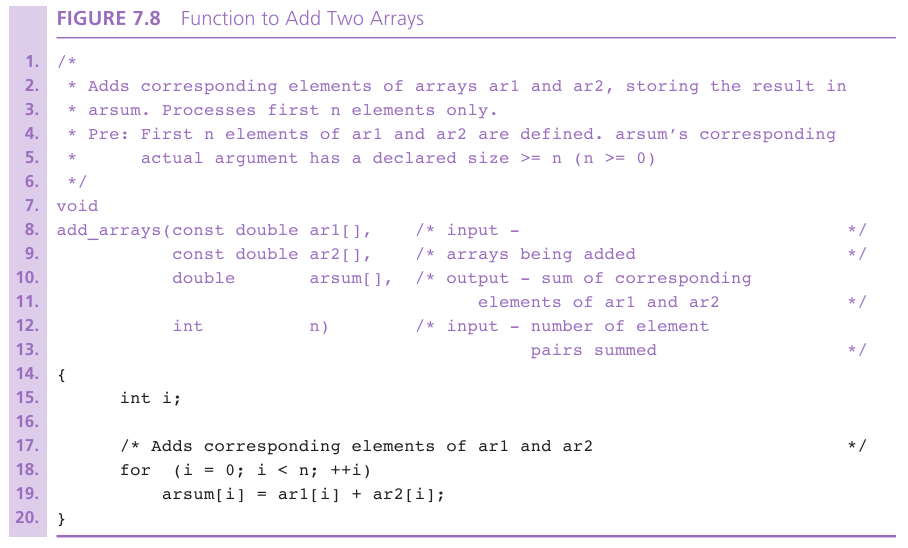 FIGURE 7.8 Function to Add Two Arrays
1. /*
2.  * Adds corresponding elements of arrays ar1 and ar2, storing the result in
3.  * arsum. Processes first n elements only.
4.  * Pre: First n elements of ar1 and ar2 are defined. arsum's corresponding
5.  *      actual argument has a declared size >= n (n >= 0)
6.  */
7. void
8. add_arrays(const double ar1[],    /* input -                               */
9.            const double ar2[],    /* arrays being added                    */
10.            double       arsum[],  /* output - sum of corresponding
11.                                         elements of ar1 and ar2            */
12.            int          n)        /* input - number of element
13.                                              pairs summed                  */
14. {
15.       int i;
16.
17.       /* Adds corresponding elements of ar1 and ar2                        */
18.       for  (i = 0; i < n; ++i)
19.           arsum[i] = ar1[i] + ar2[i];
20. }